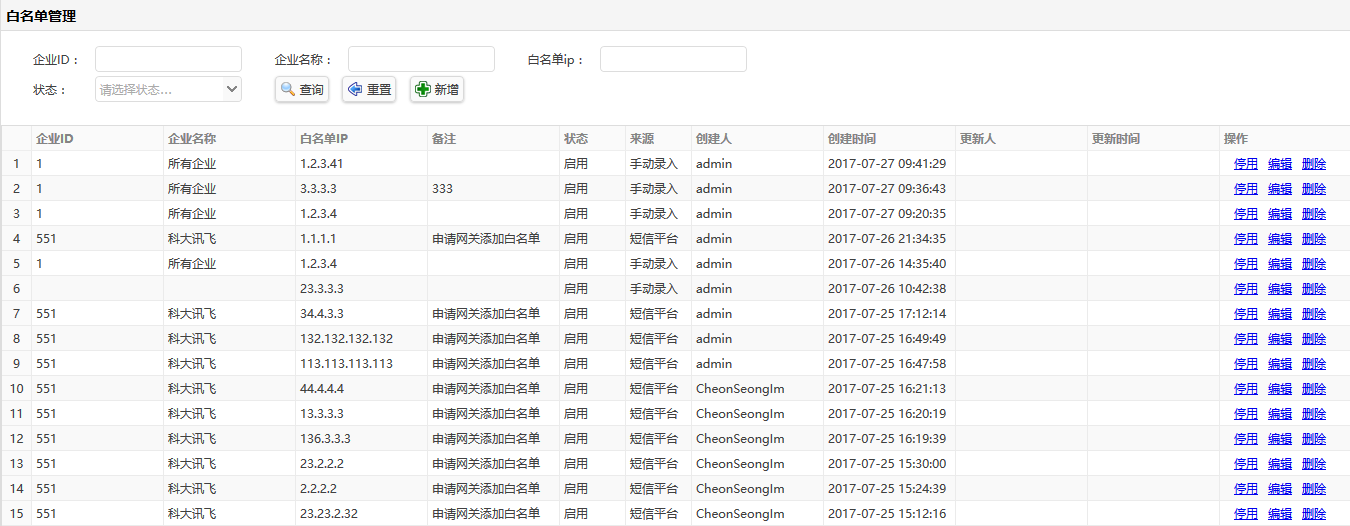 白名单管理
企业ID： 企业名称： 白名单ip：
状态： 请选择状态... 查询 重置 新增
企业ID 企业名称 白名单IP 备注 状态 来源 创建人 创建时间 更新人 更新时间 操作
1 1 所有企业 1.2.3.41 启用 手动录入 admin 2017-07-27 09:41:29 停用 编辑 删除
2 1 所有企业 3.3.3.3 333 启用 手动录入 admin 2017-07-27 09:36:43 停用 编辑 删除
3 1 所有企业 1.2.3.4 启用 手动录入 admin 2017-07-27 09:20:35 停用 编辑 删除
4 551 科大讯飞 1.1.1.1 申请网关添加白名单 启用 短信平台 admin 2017-07-26 21:34:35 停用 编辑 删除
5 1 所有企业 1.2.3.4 启用 手动录入 admin 2017-07-26 14:35:40 停用 编辑 删除
6 23.3.3.3 启用 手动录入 admin 2017-07-26 10:42:38 停用 编辑 删除
7 551 科大讯飞 34.4.3.3 申请网关添加白名单 启用 短信平台 admin 2017-07-25 17:12:14 停用 编辑 删除
8 551 科大讯飞 132.132.132.132 申请网关添加白名单 启用 短信平台 admin 2017-07-25 16:49:49 停用 编辑 删除
9 551 科大讯飞 113.113.113.113 申请网关添加白名单 启用 短信平台 admin 2017-07-25 16:47:58 停用 编辑 删除
10 551 科大讯飞 44.4.4.4 申请网关添加白名单 启用 短信平台 CheonSeongIm 2017-07-25 16:21:13 停用 编辑 删除
11 551 科大讯飞 13.3.3.3 申请网关添加白名单 启用 短信平台 CheonSeongIm 2017-07-25 16:20:19 停用 编辑 删除
12 551 科大讯飞 136.3.3.3 申请网关添加白名单 启用 短信平台 CheonSeongIm 2017-07-25 16:19:39 停用 编辑 删除
13 551 科大讯飞 23.2.2.2 申请网关添加白名单 启用 短信平台 CheonSeongIm 2017-07-25 15:30:00 停用 编辑 删除
14 551 科大讯飞 2.2.2.2 申请网关添加白名单 启用 短信平台 CheonSeongIm 2017-07-25 15:24:39 停用 编辑 删除
15 551 科大讯飞 23.23.2.32 申请网关添加白名单 启用 短信平台 CheonSeongIm 2017-07-25 15:12:16 停用 编辑 删除